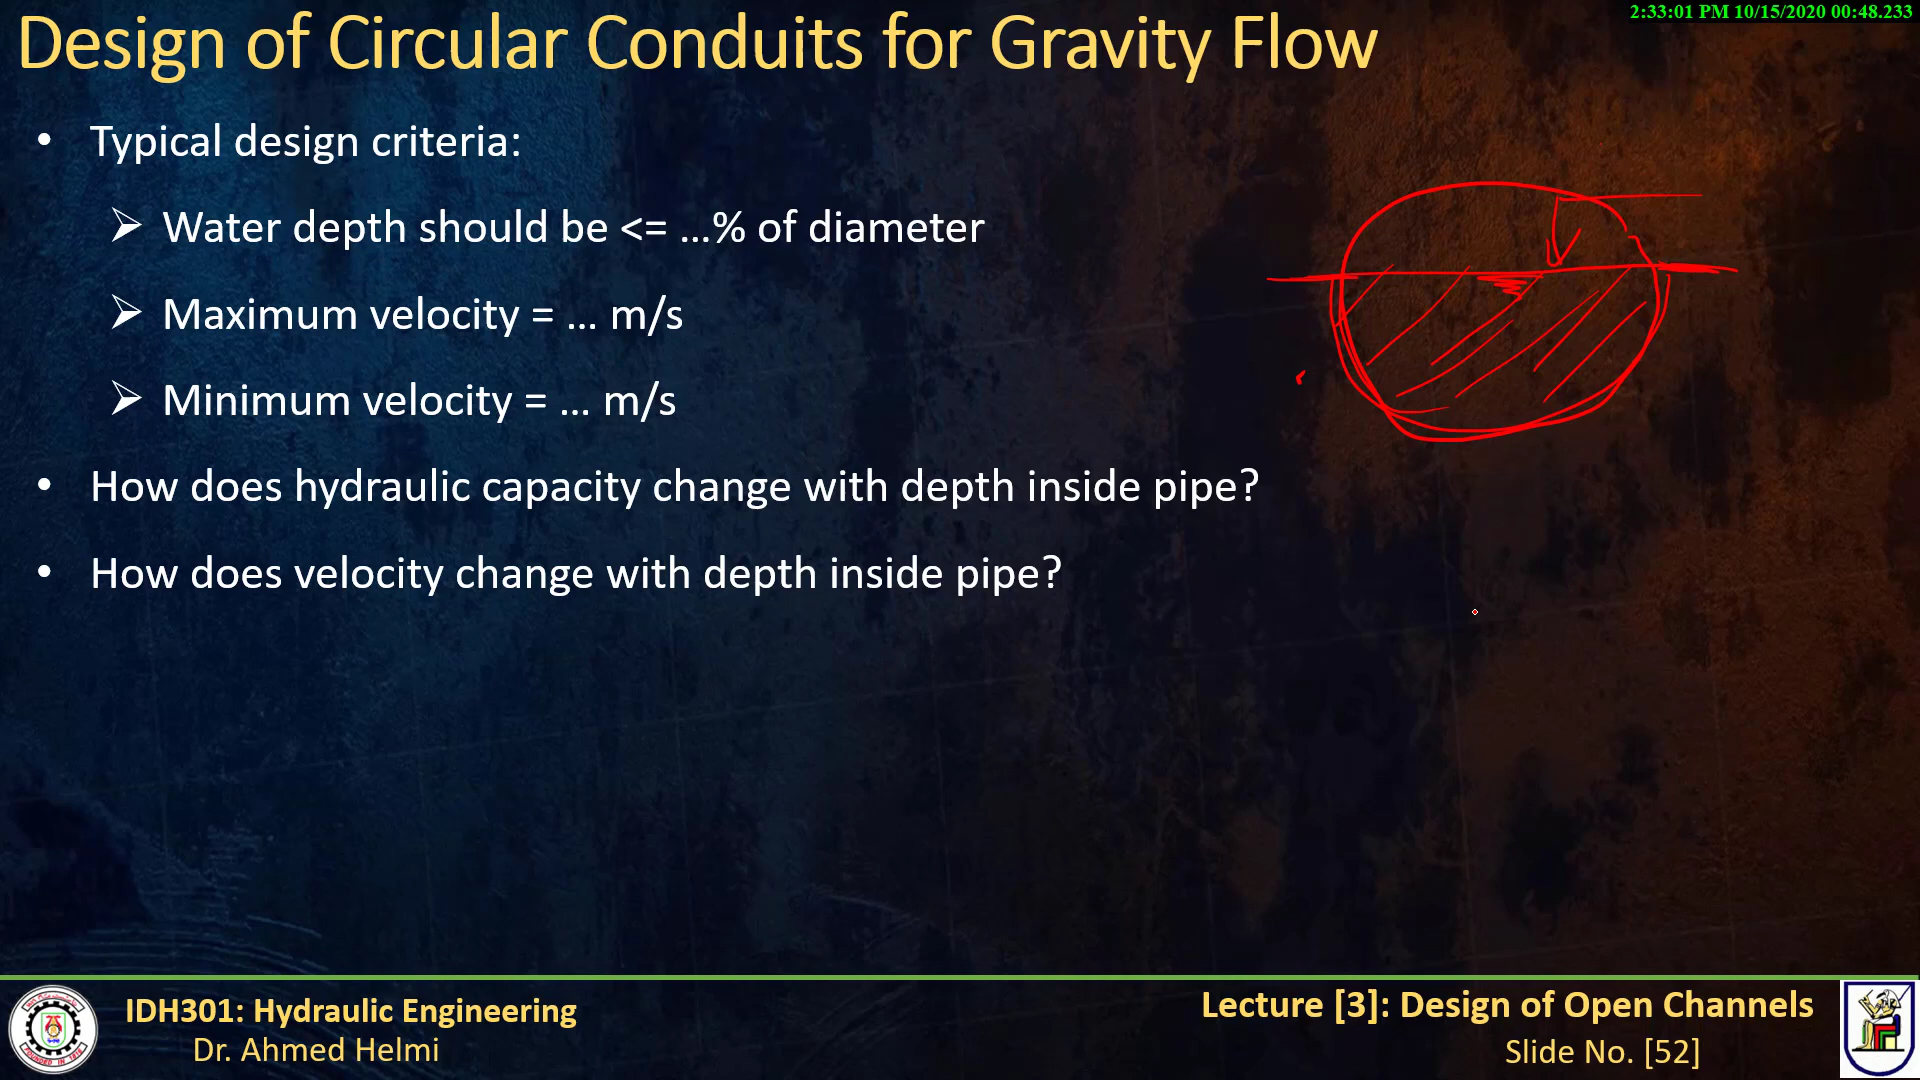 2:33:01 PM 10/15/2020 00:48.233
Design of Circular Conduits for Gravity Flow
• Typical design criteria:
➢ Water depth should be <= …% of diameter
➢ Maximum velocity = … m/s
➢ Minimum velocity = … m/s
• How does hydraulic capacity change with depth inside pipe?
• How does velocity change with depth inside pipe?
IDH301: Hydraulic Engineering
Dr. Ahmed Helmi
Lecture [3]: Design of Open Channels
Slide No. [52]